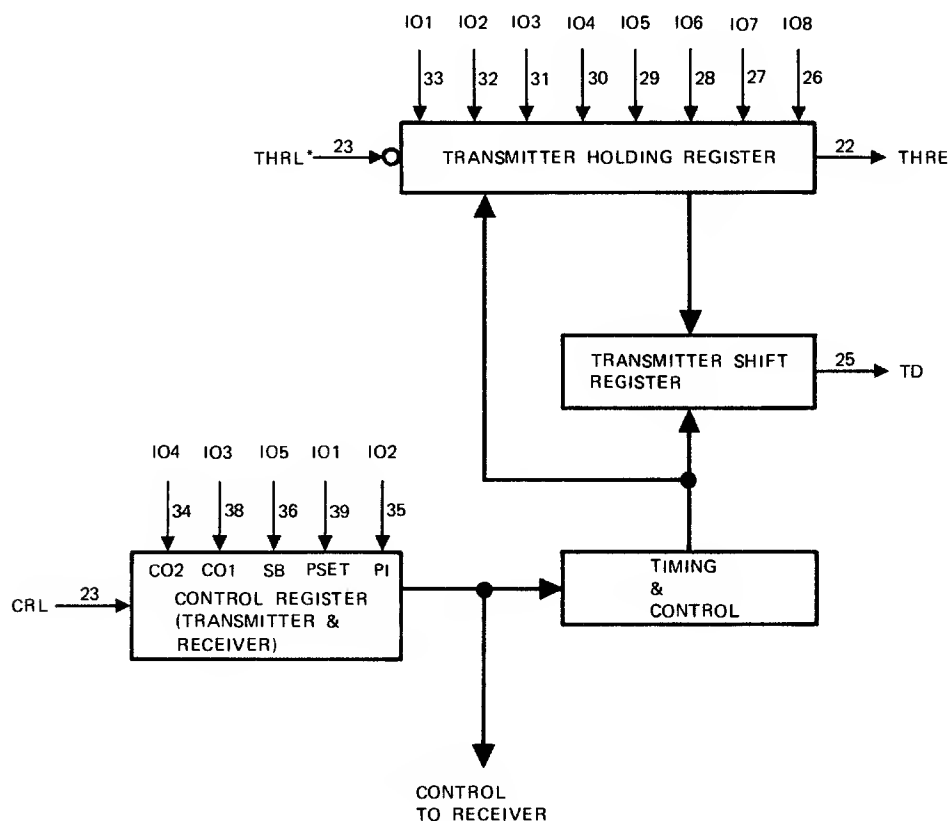 IO1 IO2 IO3 IO4 IO5 IO6 IO7 IO8
33 32 31 30 29 28 27 26
THRL* 23 TRANSMITTER HOLDING REGISTER 22 THRE
TRANSMITTER SHIFT
REGISTER
25 TD
IO4 IO3 IO5 IO1 IO2
34 38 36 39 35
CO2 CO1 SB PSET PI
CRL 23 CONTROL REGISTER
(TRANSMITTER &
RECEIVER)
TIMING
&
CONTROL
CONTROL
TO RECEIVER